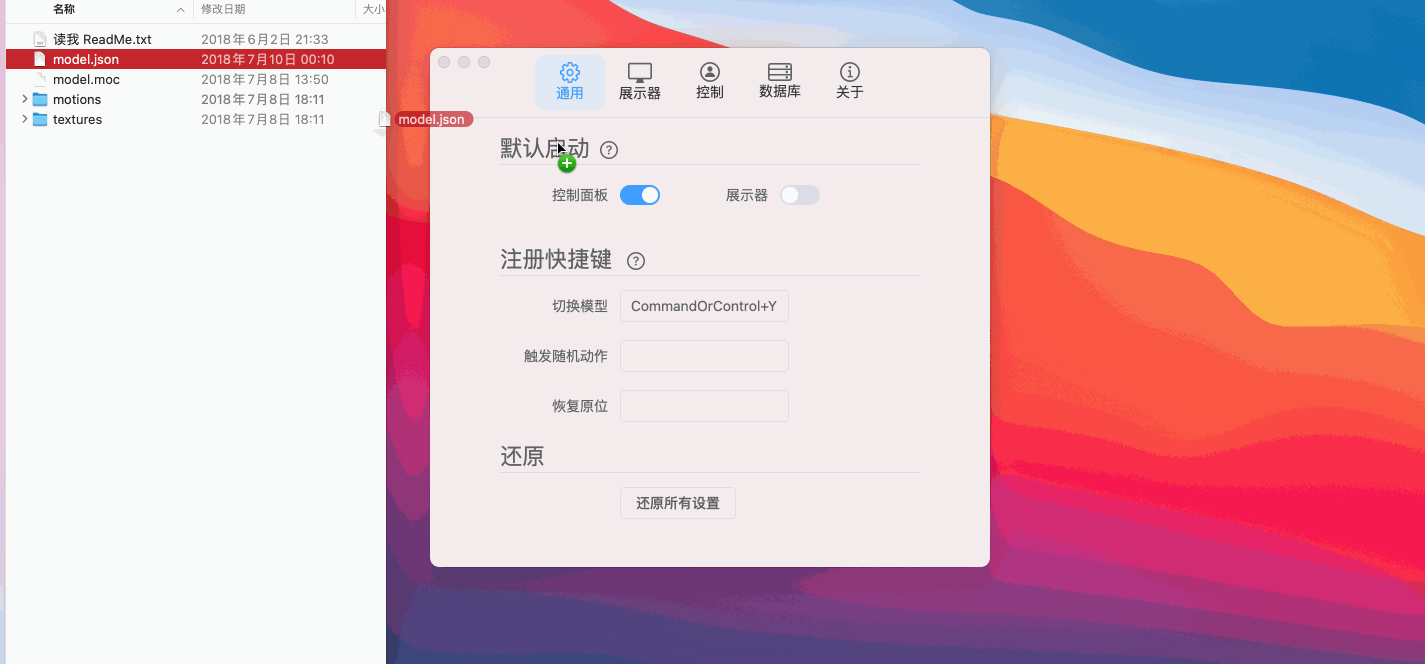 名称 修改日期 大小
读我 ReadMe.txt 2018年6月2日 21:33
model.json 2018年7月10日 00:10
model.moc 2018年7月8日 13:50
motions 2018年7月8日 18:11
textures 2018年7月8日 18:11
model.json
通用 展示器 控制 数据库 关于
默认启动
控制面板 展示器
注册快捷键
切换模型 CommandOrControl+Y
触发随机动作
恢复原位
还原
还原所有设置